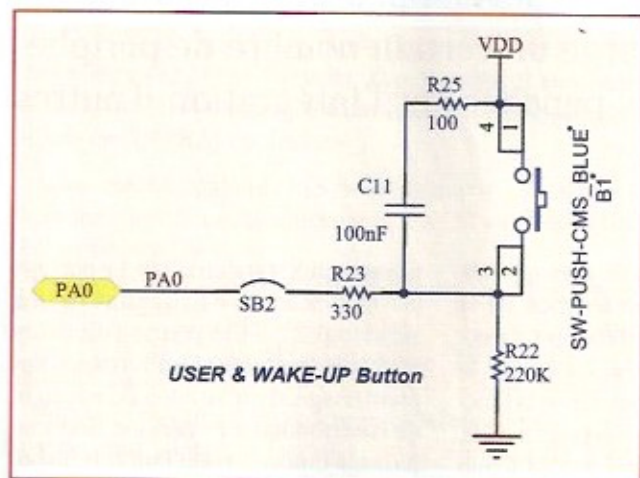 VDD
R25
100
4
1
C11
100nF
SW-PUSH-CMS_BLUE*
B1*
3
2
PA0
PA0
SB2
R23
330
R22
220K
USER & WAKE-UP Button